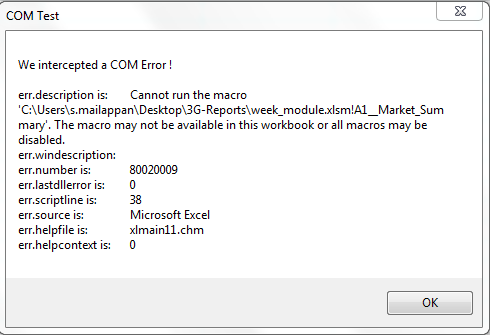 COM Test
We intercepted a COM Error !
err.description is: Cannot run the macro
'C:\Users\s.mailappan\Desktop\3G-Reports\week_module.xlsm!A1__Market_Sum
mary'. The macro may not be available in this workbook or all macros may be
disabled.
err.windescription:
err.number is: 80020009
err.lastdllerror is: 0
err.scriptline is: 38
err.source is: Microsoft Excel
err.helpfile is: xlmain11.chm
err.helpcontext is: 0
OK